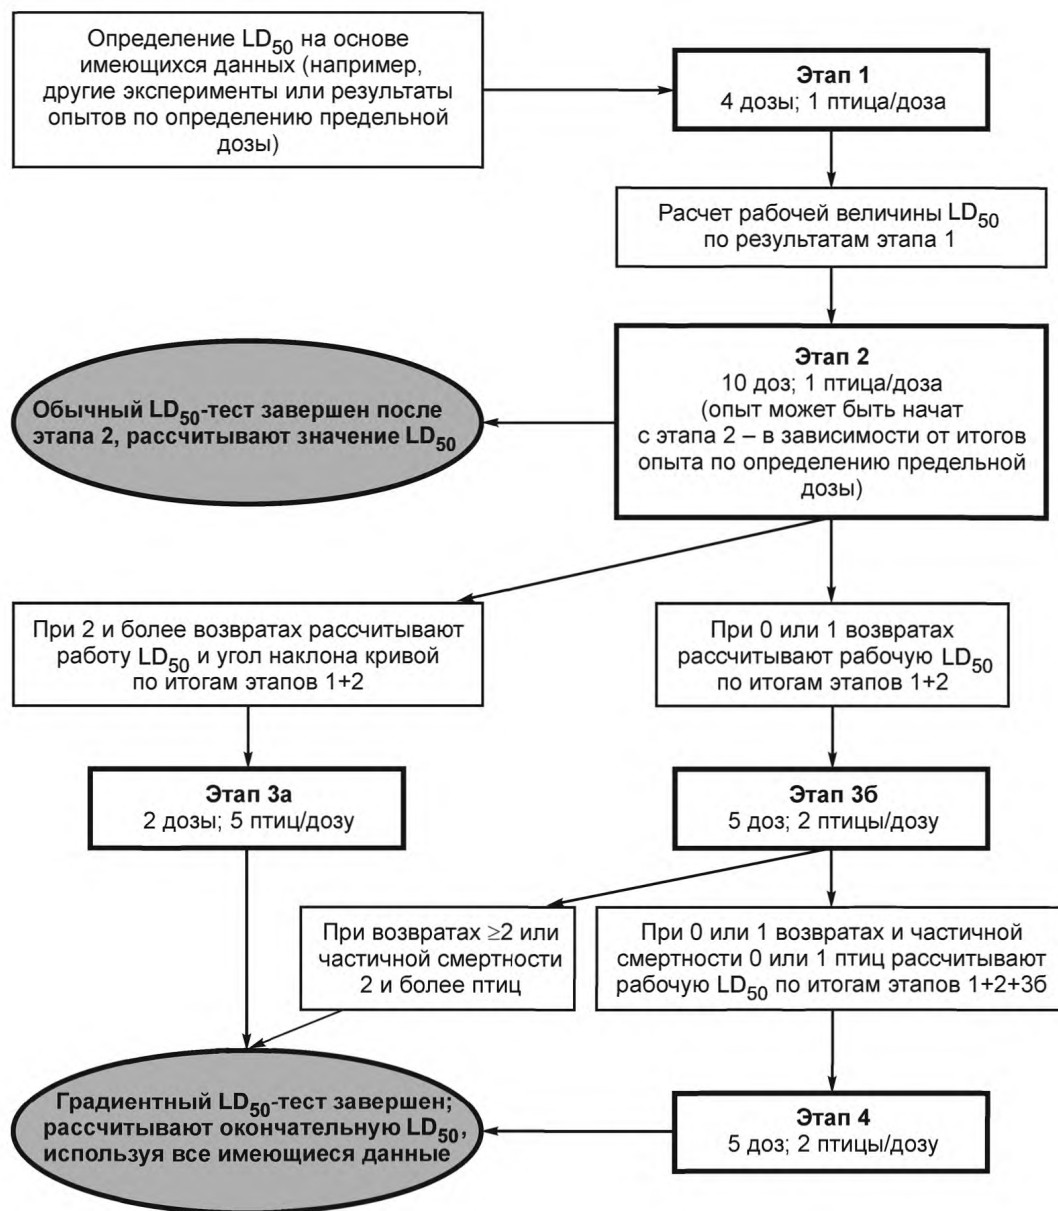 Определение LD50 на основе
имеющихся данных (например,
другие эксперименты или результаты
опытов по определению предельной
дозы)
Этап 1
4 дозы; 1 птица/доза
Расчет рабочей величины LD50
по результатам этапа 1
Этап 2
10 доз; 1 птица/доза
(опыт может быть начат
с этапа 2 – в зависимости от итогов
опыта по определению предельной
дозы)
Обычный LD50-тест завершен после
этапа 2, рассчитывают значение LD50
При 2 и более возвратах рассчитывают
работу LD50 и угол наклона кривой
по итогам этапов 1+2
При 0 или 1 возвратах
рассчитывают рабочую LD50
по итогам этапов 1+2
Этап 3а
2 дозы; 5 птиц/дозу
Этап 3б
5 доз; 2 птицы/дозу
При возвратах ≥2 или
частичной смертности
2 и более птиц
При 0 или 1 возвратах и частичной
смертности 0 или 1 птиц рассчитывают
рабочую LD50 по итогам этапов 1+2+3б
Градиентный LD50-тест завершен;
рассчитывают окончательную LD50,
используя все имеющиеся данные
Этап 4
5 доз; 2 птицы/дозу